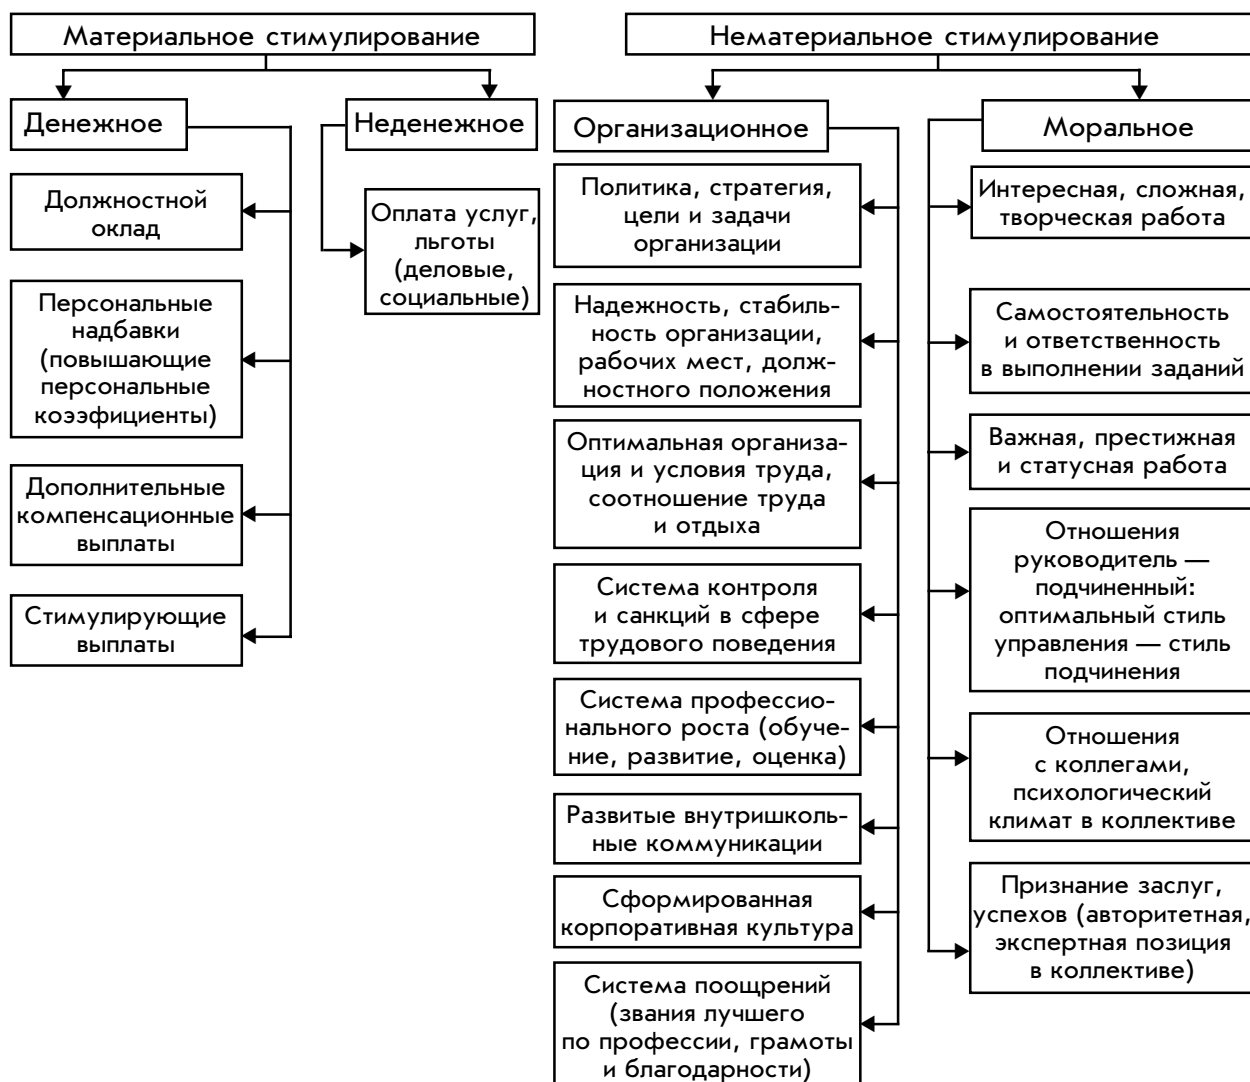 Материальное стимулирование
Денежное
Должностной
оклад
Персональные
надбавки
(повышающие
персональные
коээфициенты)
Дополнительные
компенсационные
выплаты
Стимулирующие
выплаты
Неденежное
Оплата услуг,
льготы
(деловые,
социальные)
Нематериальное стимулирование
Организационное
Политика, стратегия,
цели и задачи
организации
Надежность, стабиль-
ность организации,
рабочих мест, долж-
ностного положения
Оптимальная организа-
ция и условия труда,
соотношение труда
и отдыха
Система контроля
и санкций в сфере
трудового поведения
Система профессио-
нального роста (обуче-
ние, развитие, оценка)
Развитые внутришколь-
ные коммуникации
Сформированная
корпоративная культура
Система поощрений
(звания лучшего
по профессии, грамоты
и благодарности)
Моральное
Интересная, сложная,
творческая работа
Самостоятельность
и ответственность
в выполнении заданий
Важная, престижная
и статусная работа
Отношения
руководитель —
подчиненный:
оптимальный стиль
управления — стиль
подчинения
Отношения
с коллегами,
психологический
климат в коллективе
Признание заслуг,
успехов (авторитетная,
экспертная позиция
в коллективе)